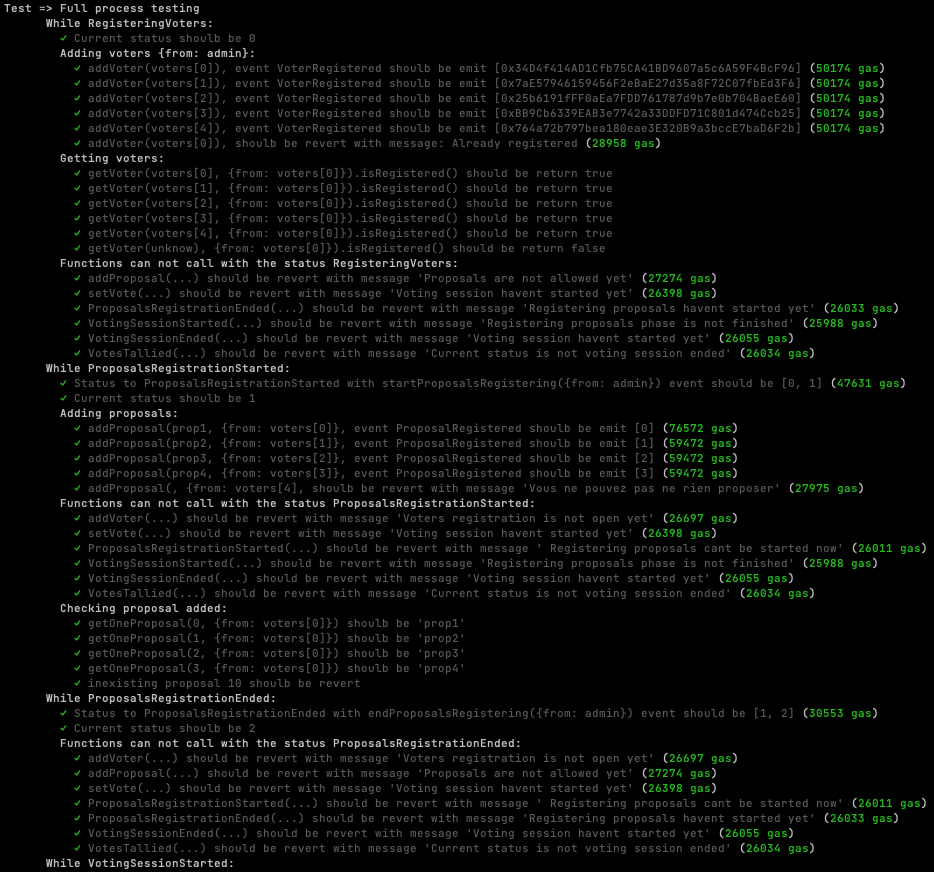 Test => Full process testing
While RegisteringVoters:
✓ Current status shoulb be 0
Adding voters {from: admin}:
✓ addVoter(voters[0]), event VoterRegistered shoulb be emit [0x34D4f414AD1Cfb75CA41BD9607a5c6A59F4BcF96] (50174 gas)
✓ addVoter(voters[1]), event VoterRegistered shoulb be emit [0x7aE57946159456F2eBaE27d35a8F72C07fbEd3F6] (50174 gas)
✓ addVoter(voters[2]), event VoterRegistered shoulb be emit [0x25b6191fFF0aEa7FDD761787d9b7e0b704BaeE60] (50174 gas)
✓ addVoter(voters[3]), event VoterRegistered shoulb be emit [0xBB9Cb6339EAB3e7742a33DDFD71C801d474Ccb25] (50174 gas)
✓ addVoter(voters[4]), event VoterRegistered shoulb be emit [0x764a72b797bea180eae3E320B9a3bccE7baD6F2b] (50174 gas)
✓ addVoter(voters[0]), should be revert with message: Already registered (28958 gas)
Getting voters:
✓ getVoter(voters[0], {from: voters[0]}).isRegistered() should be return true
✓ getVoter(voters[1], {from: voters[0]}).isRegistered() should be return true
✓ getVoter(voters[2], {from: voters[0]}).isRegistered() should be return true
✓ getVoter(voters[3], {from: voters[0]}).isRegistered() should be return true
✓ getVoter(voters[4], {from: voters[0]}).isRegistered() should be return true
✓ getVoter(unknow), {from: voters[0]}).isRegistered() should be return false
Functions can not call with the status RegisteringVoters:
✓ addProposal(...) should be revert with message 'Proposals are not allowed yet' (27274 gas)
✓ setVote(...) should be revert with message 'Voting session havent started yet' (26398 gas)
✓ ProposalsRegistrationEnded(...) should be revert with message 'Registering proposals havent started yet' (26033 gas)
✓ VotingSessionStarted(...) should be revert with message 'Registering proposals phase is not finished' (25988 gas)
✓ VotingSessionEnded(...) should be revert with message 'Voting session havent started yet' (26055 gas)
✓ VotesTallied(...) should be revert with message 'Current status is not voting session ended' (26034 gas)
While ProposalsRegistrationStarted:
✓ Status to ProposalsRegistrationStarted with startProposalsRegistering({from: admin}) event should be [0, 1] (47631 gas)
✓ Current status shoulb be 1
Adding proposals:
✓ addProposal(prop1, {from: voters[0]}, event ProposalRegistered shoulb be emit [0] (76572 gas)
✓ addProposal(prop2, {from: voters[1]}, event ProposalRegistered shoulb be emit [1] (59472 gas)
✓ addProposal(prop3, {from: voters[2]}, event ProposalRegistered shoulb be emit [2] (59472 gas)
✓ addProposal(prop4, {from: voters[3]}, event ProposalRegistered shoulb be emit [3] (59472 gas)
✓ addProposal(, {from: voters[4], shoulb be revert with message 'Vous ne pouvez pas ne rien proposer' (27975 gas)
Functions can not call with the status ProposalsRegistrationStarted:
✓ addVoter(...) should be revert with message 'Voters registration is not open yet' (26697 gas)
✓ setVote(...) should be revert with message 'Voting session havent started yet' (26398 gas)
✓ ProposalsRegistrationStarted(...) should be revert with message ' Registering proposals cant be started now' (26011 gas)
✓ VotingSessionStarted(...) should be revert with message 'Registering proposals phase is not finished' (25988 gas)
✓ VotingSessionEnded(...) should be revert with message 'Voting session havent started yet' (26055 gas)
✓ VotesTallied(...) should be revert with message 'Current status is not voting session ended' (26034 gas)
Checking proposal added:
✓ getOneProposal(0, {from: voters[0]}) shoulb be 'prop1'
✓ getOneProposal(1, {from: voters[0]}) shoulb be 'prop2'
✓ getOneProposal(2, {from: voters[0]}) shoulb be 'prop3'
✓ getOneProposal(3, {from: voters[0]}) shoulb be 'prop4'
✓ inexisting proposal 10 shoulb be revert
While ProposalsRegistrationEnded:
✓ Status to ProposalsRegistrationEnded with endProposalsRegistering({from: admin}) event should be [1, 2] (30553 gas)
✓ Current status shoulb be 2
Functions can not call with the status ProposalsRegistrationEnded:
✓ addVoter(...) should be revert with message 'Voters registration is not open yet' (26697 gas)
✓ addProposal(...) should be revert with message 'Proposals are not allowed yet' (27274 gas)
✓ setVote(...) should be revert with message 'Voting session havent started yet' (26398 gas)
✓ ProposalsRegistrationStarted(...) should be revert with message ' Registering proposals cant be started now' (26011 gas)
✓ ProposalsRegistrationEnded(...) should be revert with message 'Registering proposals havent started yet' (26033 gas)
✓ VotingSessionEnded(...) should be revert with message 'Voting session havent started yet' (26055 gas)
✓ VotesTallied(...) should be revert with message 'Current status is not voting session ended' (26034 gas)
While VotingSessionStarted: